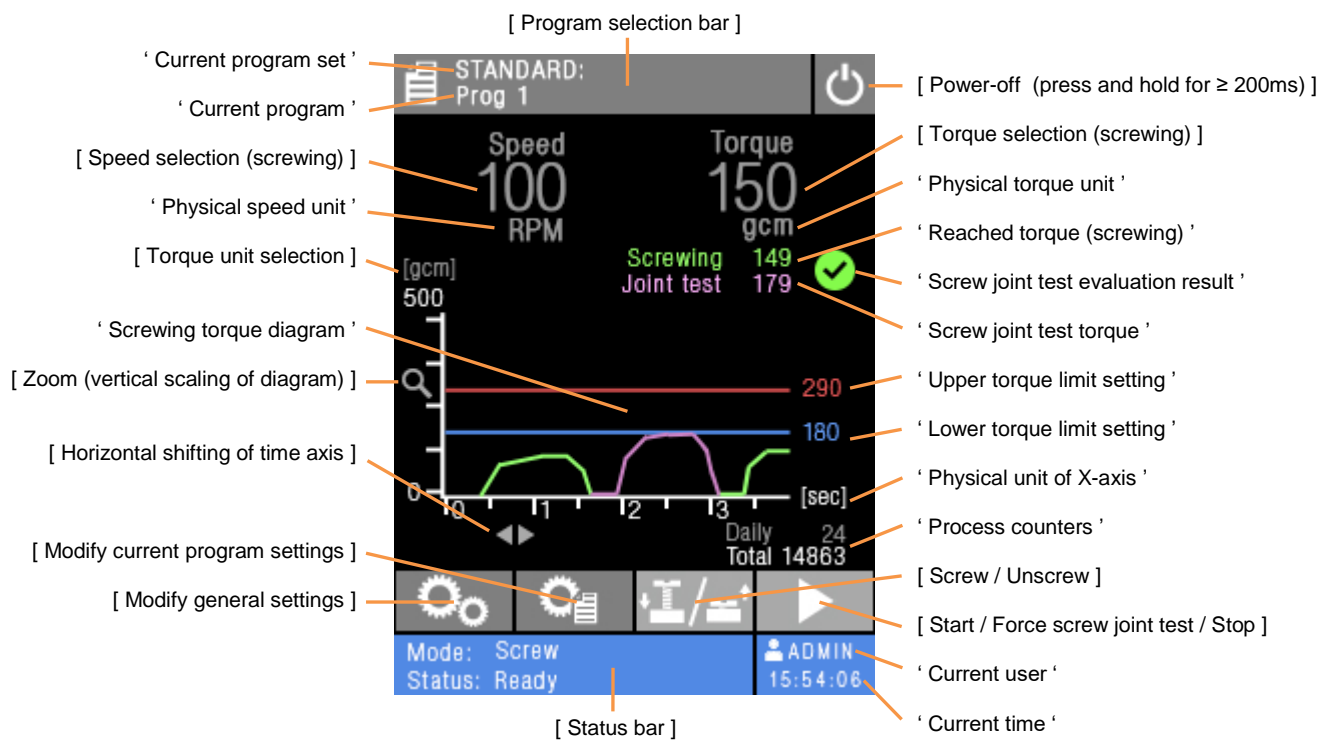 [ Program selection bar ]
‘ Current program set ’
‘ Current program ’
[ Speed selection (screwing) ]
‘ Physical speed unit ’
[ Torque unit selection ]
‘ Screwing torque diagram ’
[ Zoom (vertical scaling of diagram) ]
[ Horizontal shifting of time axis ]
[ Modify current program settings ]
[ Modify general settings ]
STANDARD:
Prog 1
Speed
100
RPM
Torque
150
gcm
Screwing 149
Joint test 179
[gcm]
500
290
180
0
0 1 2 3 [sec]
Daily 24
Total 14863
Mode: Screw
Status: Ready
ADMIN
15:54:06
[ Power-off (press and hold for ≥ 200ms) ]
[ Torque selection (screwing) ]
‘ Physical torque unit ’
‘ Reached torque (screwing) ’
‘ Screw joint test evaluation result ’
‘ Screw joint test torque ’
‘ Upper torque limit setting ’
‘ Lower torque limit setting ’
‘ Physical unit of X-axis ’
‘ Process counters ’
[ Screw / Unscrew ]
[ Start / Force screw joint test / Stop ]
‘ Current user ‘
‘ Current time ‘
[ Status bar ]